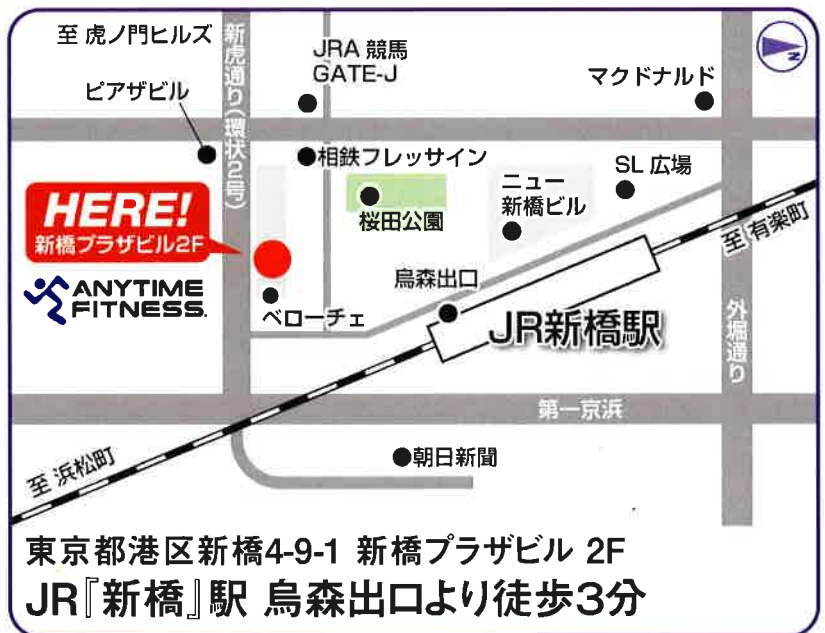 至 虎ノ門ヒルズ
新虎通り(環状2号)
JRA 競馬
GATE-J
マクドナルド
N
ピアザビル
相鉄フレッサイン
桜田公園
ニュー
新橋ビル
SL 広場
HERE!
新橋プラザビル2F
ANYTIME
FITNESS.
ベローチェ
烏森出口
JR新橋駅
至 有楽町
外堀通り
第一京浜
至 浜松町
朝日新聞
東京都港区新橋4-9-1 新橋プラザビル 2F
JR『新橋』駅 烏森出口より徒歩3分